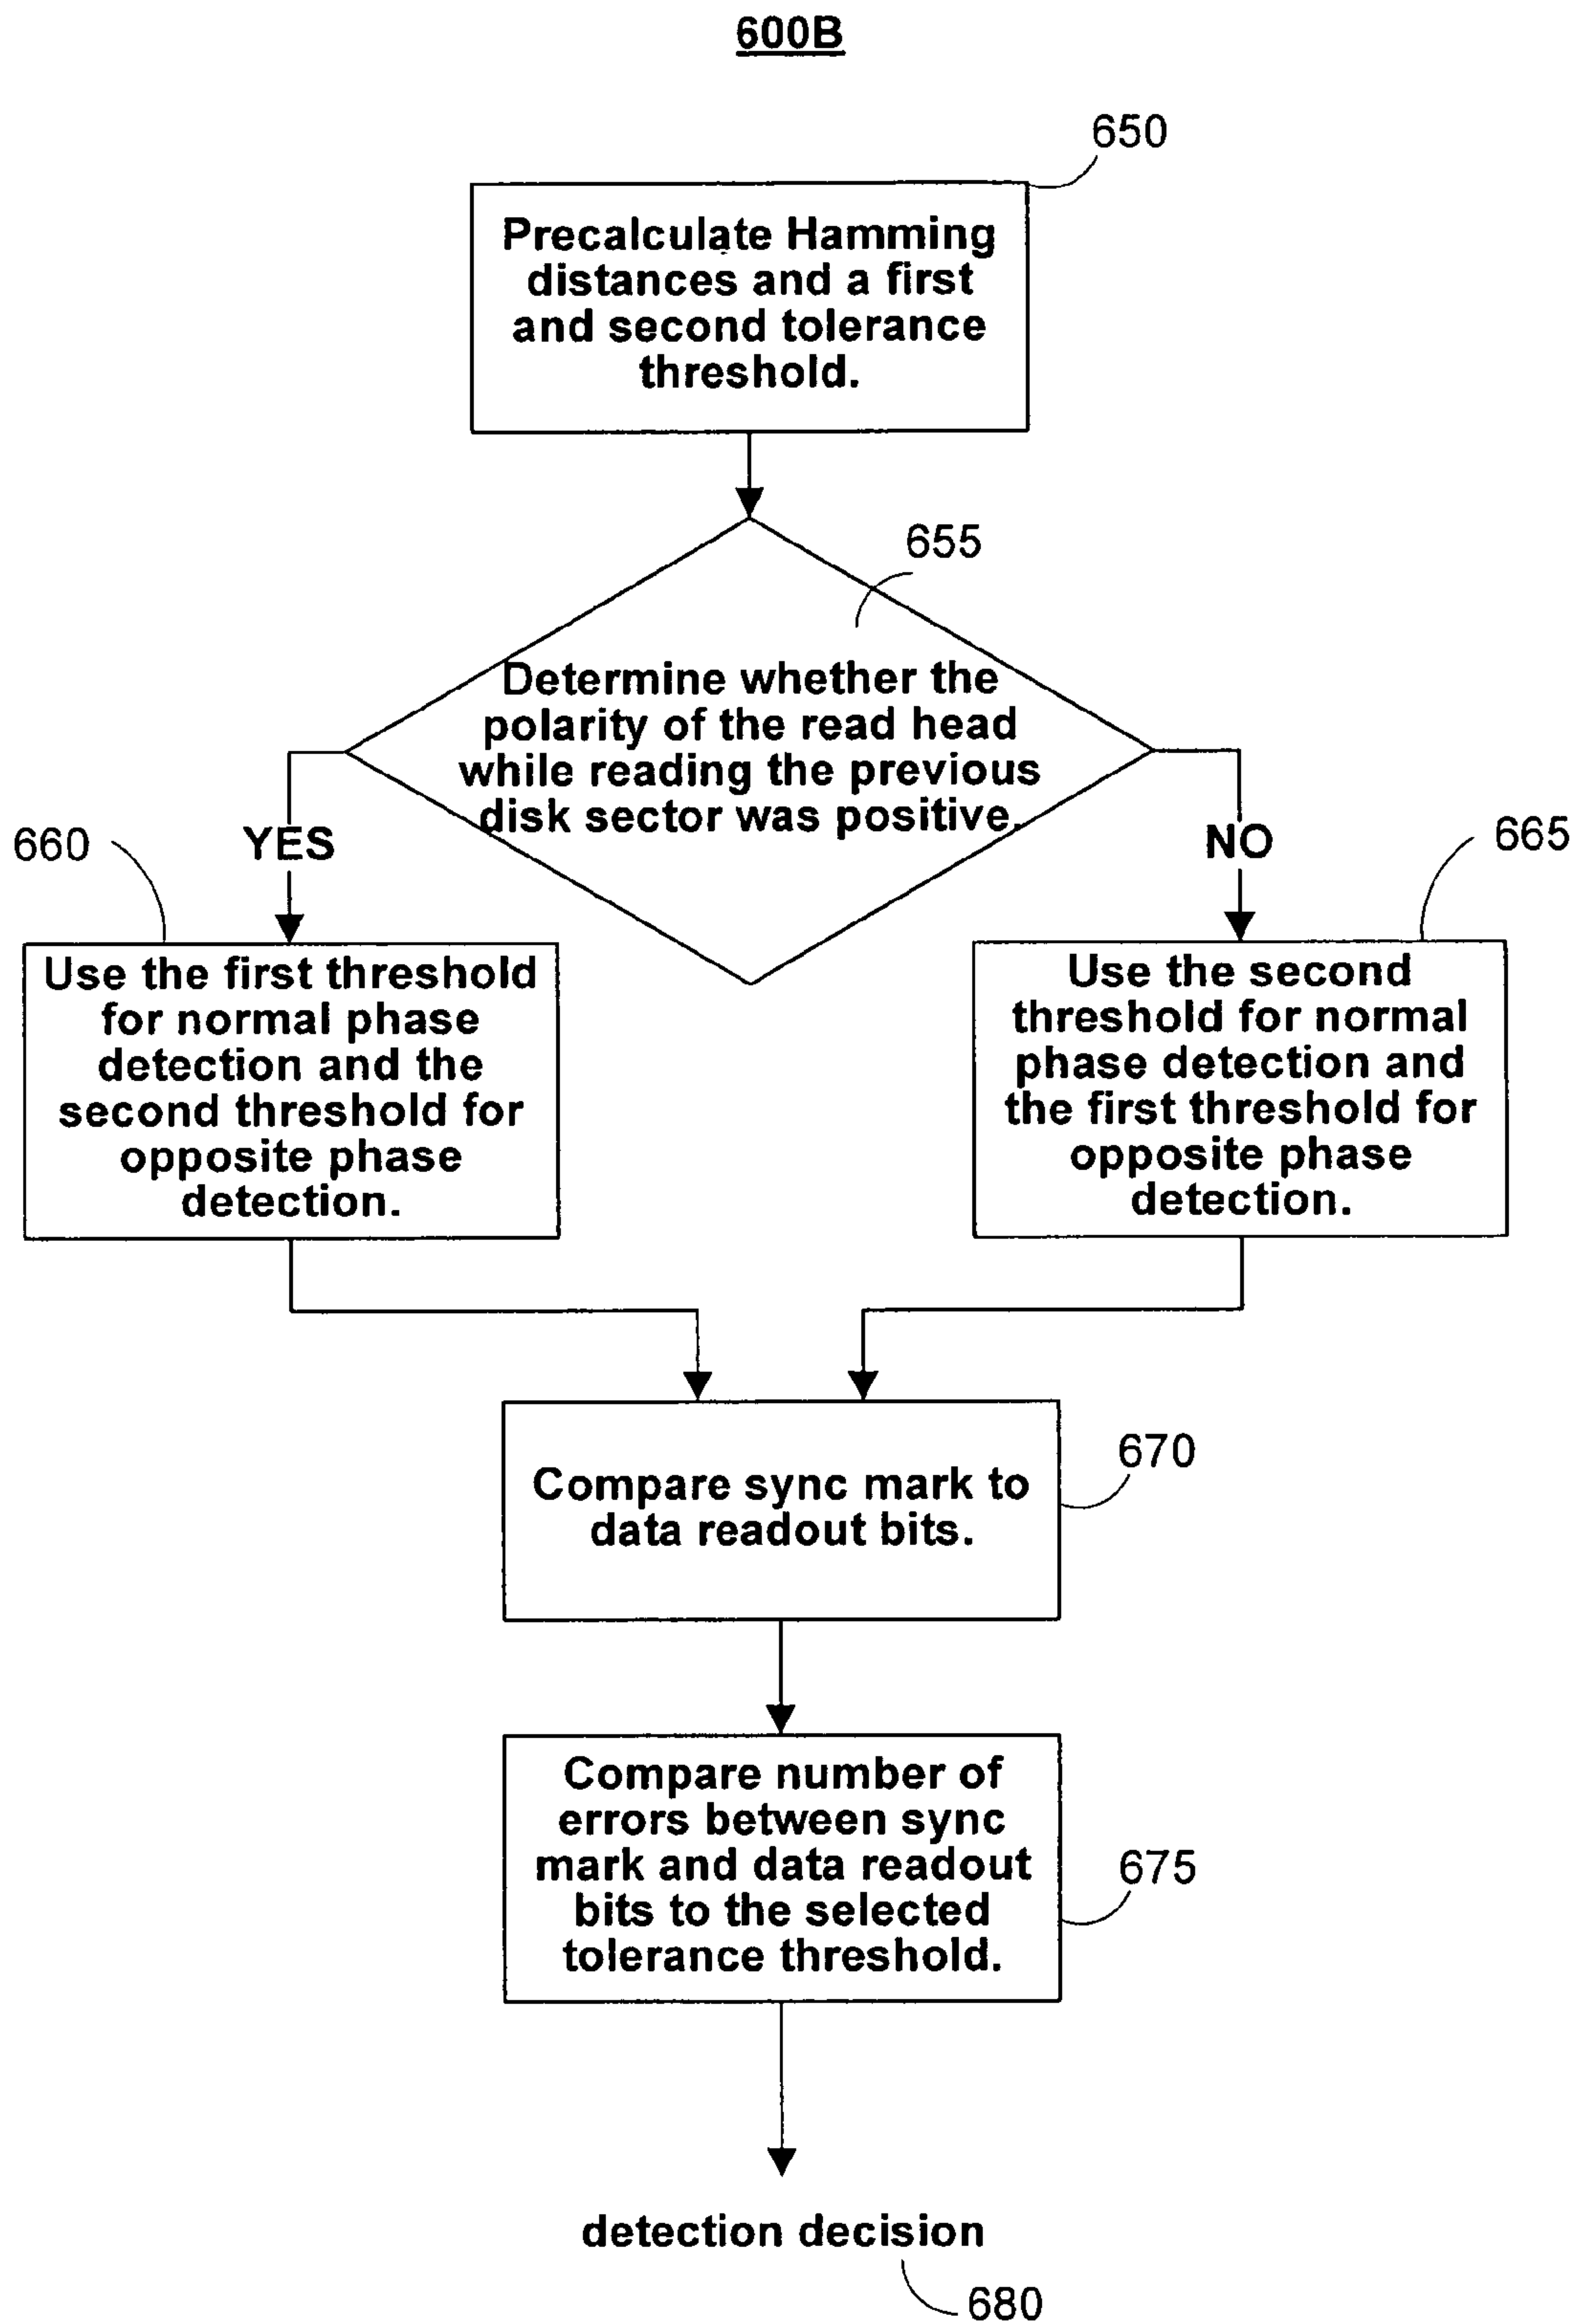 600B
650
Precalculate Hamming
distances and a first
and second tolerance
threshold.
655
Determine whether the
polarity of the read head
while reading the previous
disk sector was positive.
660
YES
NO
665
Use the first threshold
for normal phase
detection and the
second threshold for
opposite phase
detection.
Use the second
threshold for normal
phase detection and
the first threshold for
opposite phase
detection.
Compare sync mark to
data readout bits.
670
Compare number of
errors between sync
mark and data readout
bits to the selected
tolerance threshold.
675
detection decision
680